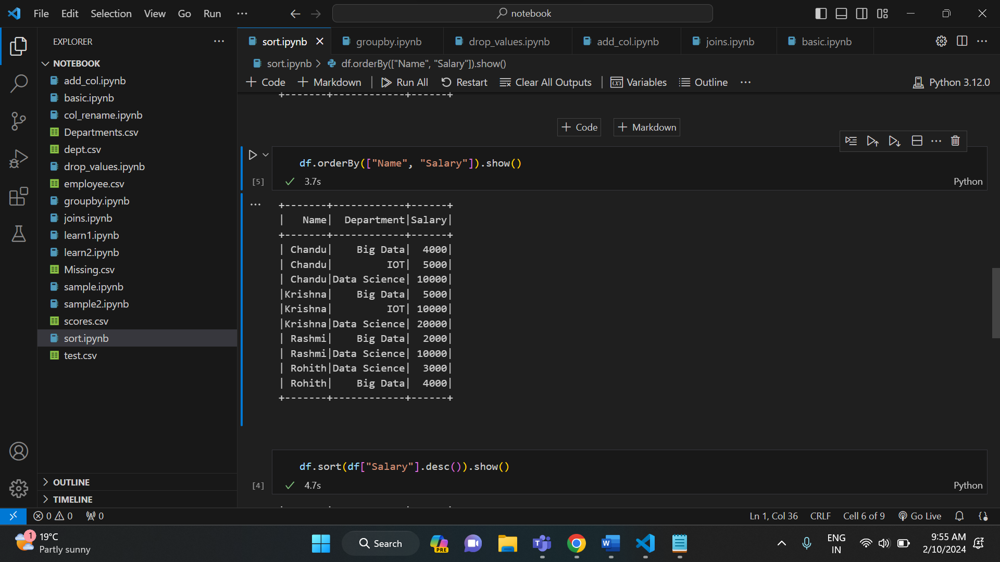 File Edit Selection View Go Run ··· notebook
EXPLORER ···
NOTEBOOK
add_col.ipynb
basic.ipynb
col_rename.ipynb
Departments.csv
dept.csv
drop_values.ipynb
employee.csv
groupby.ipynb
joins.ipynb
learn1.ipynb
learn2.ipynb
Missing.csv
sample.ipynb
sample2.ipynb
scores.csv
sort.ipynb
test.csv
OUTLINE
TIMELINE
sort.ipynb groupby.ipynb drop_values.ipynb add_col.ipynb joins.ipynb basic.ipynb
sort.ipynb > df.orderBy(["Name", "Salary"]).show()
+ Code + Markdown | Run All Restart Clear All Outputs | Variables Outline ··· Python 3.12.0
+-------+------------+------+
+ Code + Markdown
df.orderBy(["Name", "Salary"]).show()
[5] 3.7s Python
+-------+------------+------+
|   Name|  Department|Salary|
+-------+------------+------+
| Chandu|    Big Data|  4000|
| Chandu|         IOT|  5000|
| Chandu|Data Science| 10000|
|Krishna|    Big Data|  5000|
|Krishna|         IOT| 10000|
|Krishna|Data Science| 20000|
| Rashmi|    Big Data|  2000|
| Rashmi|Data Science| 10000|
| Rohith|Data Science|  3000|
| Rohith|    Big Data|  4000|
+-------+------------+------+
df.sort(df["Salary"].desc()).show()
[4] 4.7s Python
0 0 0 Ln 1, Col 36 CRLF Cell 6 of 9 Go Live
1 19°C
Partly sunny
Search
PRE
ENG
IN
9:55 AM
2/10/2024